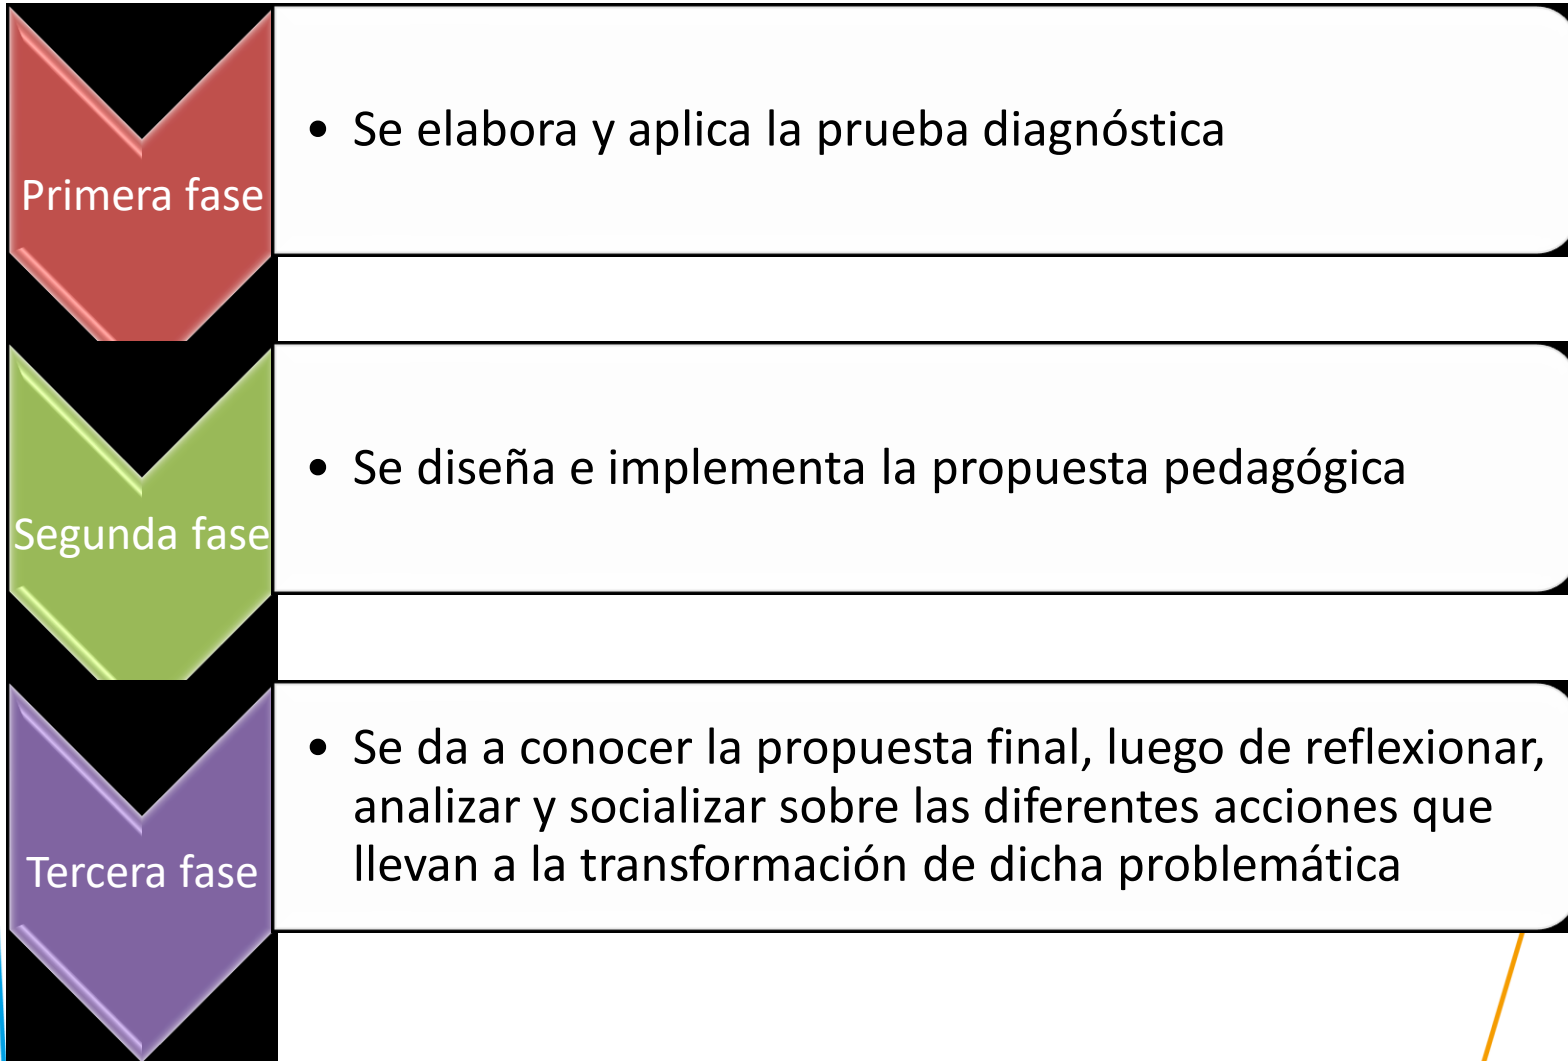 Primera fase
• Se elabora y aplica la prueba diagnóstica
Segunda fase
• Se diseña e implementa la propuesta pedagógica
Tercera fase
• Se da a conocer la propuesta final, luego de reflexionar,
analizar y socializar sobre las diferentes acciones que
llevan a la transformación de dicha problemática